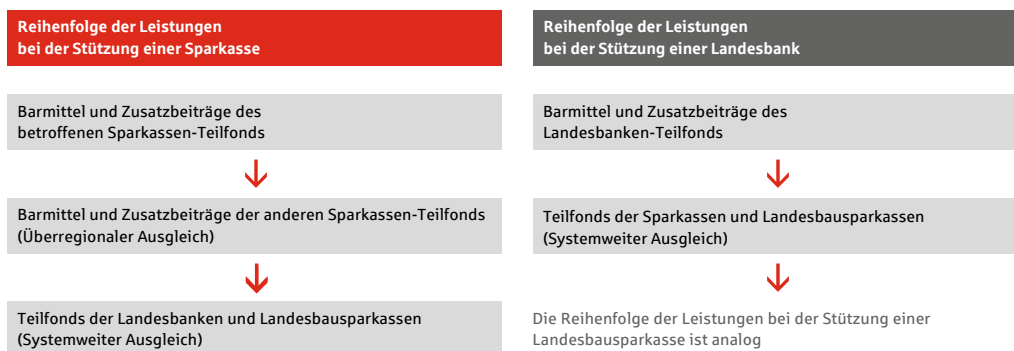 Reihenfolge der Leistungen
bei der Stützung einer Sparkasse
Barmittel und Zusatzbeiträge des
betroffenen Sparkassen-Teilfonds
Barmittel und Zusatzbeiträge der anderen Sparkassen-Teilfonds
(Überregionaler Ausgleich)
Teilfonds der Landesbanken und Landesbausparkassen
(Systemweiter Ausgleich)
Reihenfolge der Leistungen
bei der Stützung einer Landesbank
Barmittel und Zusatzbeiträge des
Landesbanken-Teilfonds
Teilfonds der Sparkassen und Landesbausparkassen
(Systemweiter Ausgleich)
Die Reihenfolge der Leistungen bei der Stützung einer
Landesbausparkasse ist analog